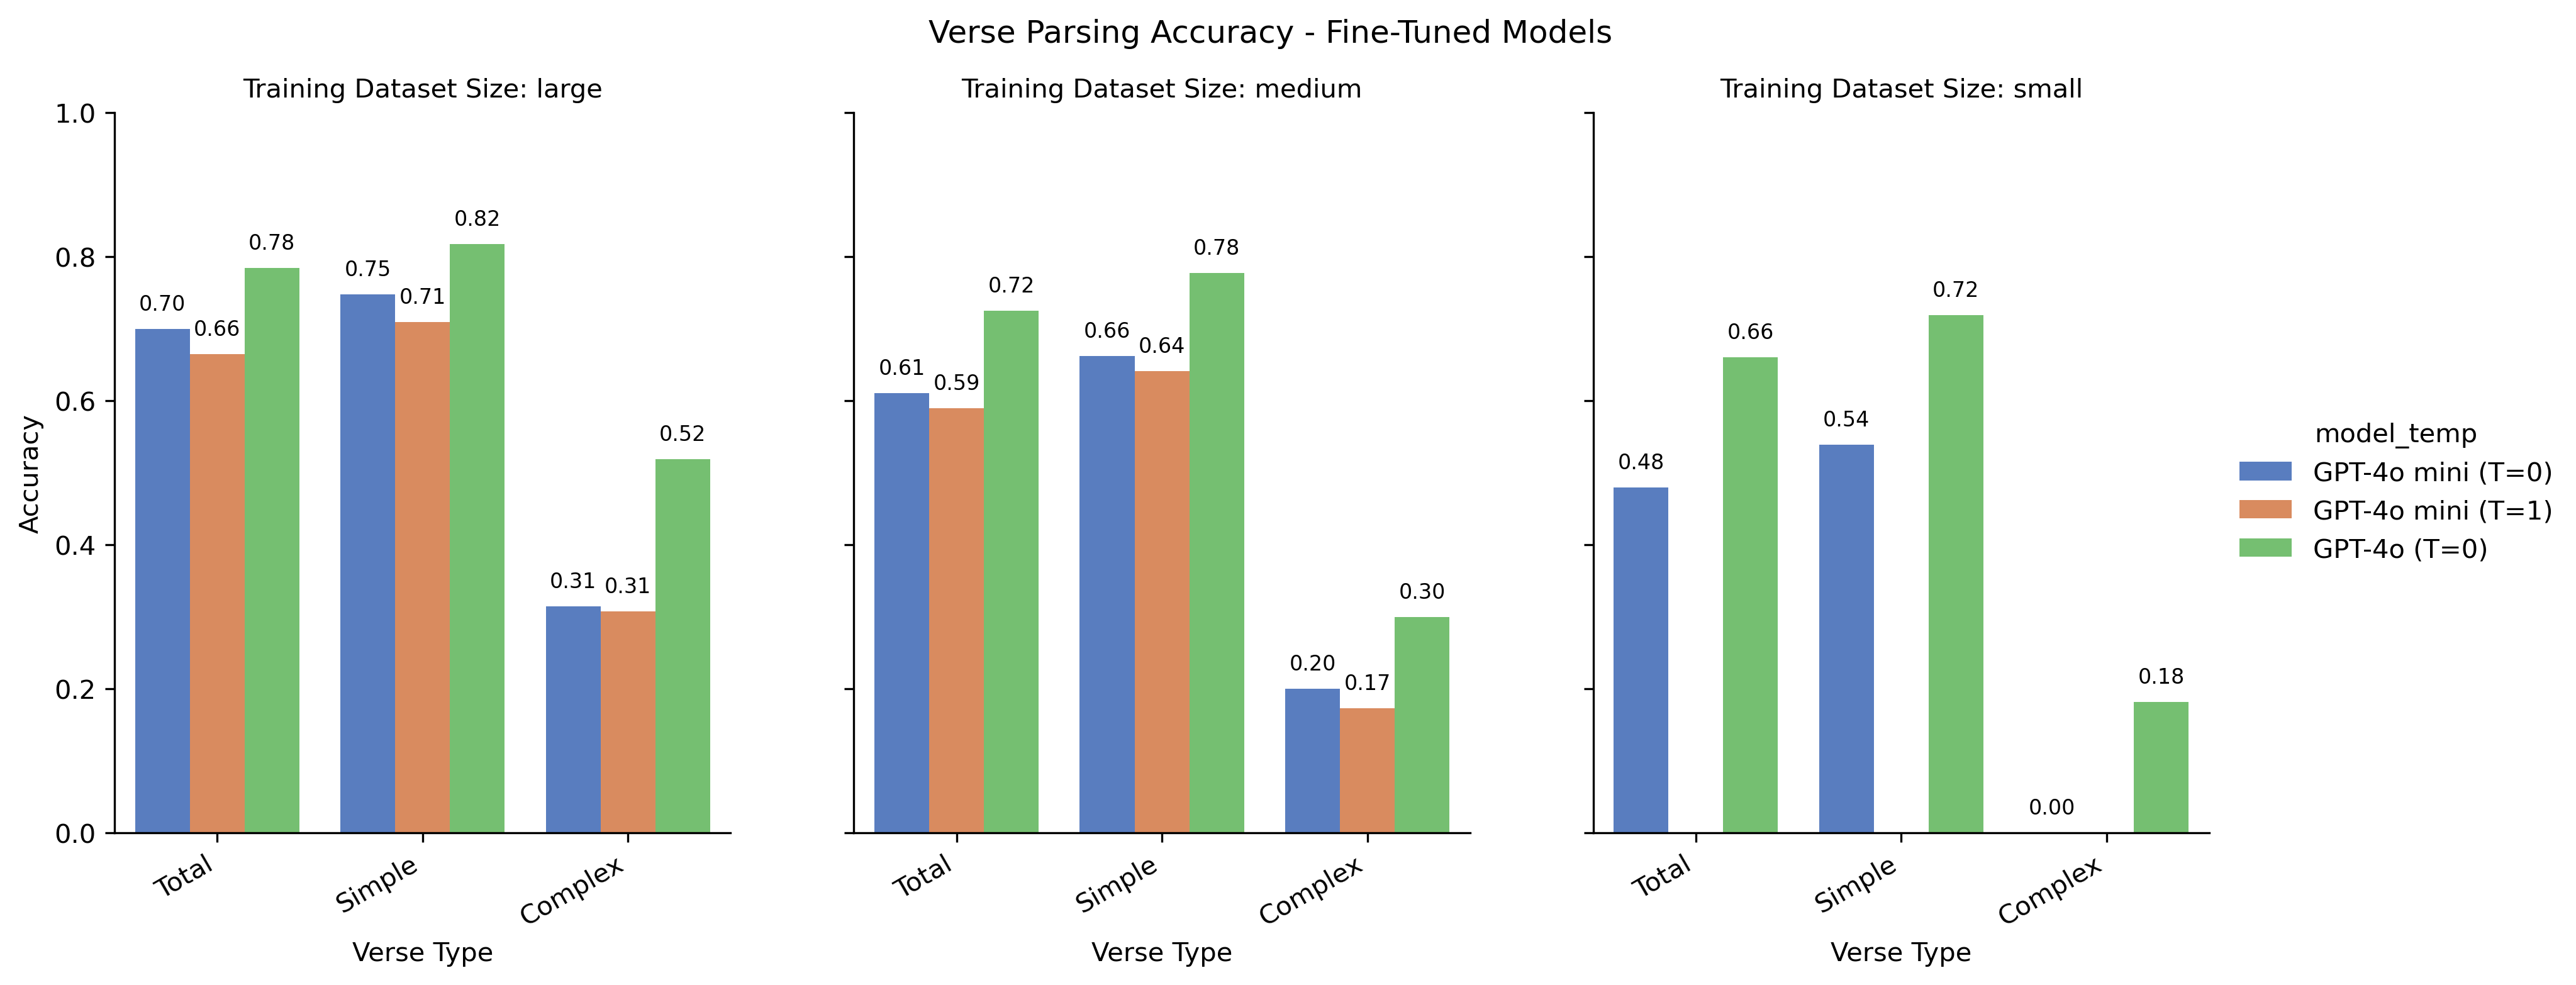 Verse Parsing Accuracy - Fine-Tuned Models
Training Dataset Size: large
Accuracy
1.0
0.8
0.6
0.4
0.2
0.0
0.70
0.66
0.78
0.75
0.71
0.82
0.31
0.31
0.52
Total
Simple
Complex
Verse Type
Training Dataset Size: medium
0.61
0.59
0.72
0.66
0.64
0.78
0.20
0.17
0.30
Total
Simple
Complex
Verse Type
Training Dataset Size: small
0.48
0.66
0.54
0.72
0.00
0.18
Total
Simple
Complex
Verse Type
model_temp
GPT-4o mini (T=0)
GPT-4o mini (T=1)
GPT-4o (T=0)